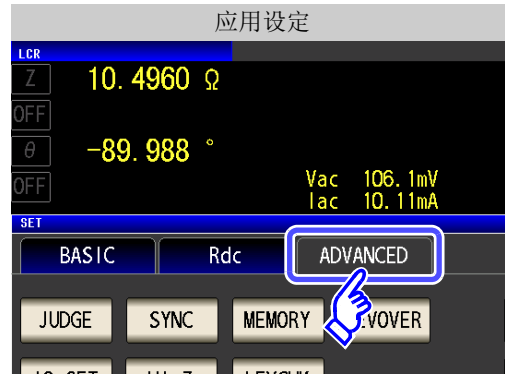 应用设定
LCR
Z 10.4960 Ω
OFF
θ -89.988 °
OFF
Vac 106.1mV
Iac 10.11mA
SET
BASIC Rdc ADVANCED
JUDGE SYNC MEMORY VOVER